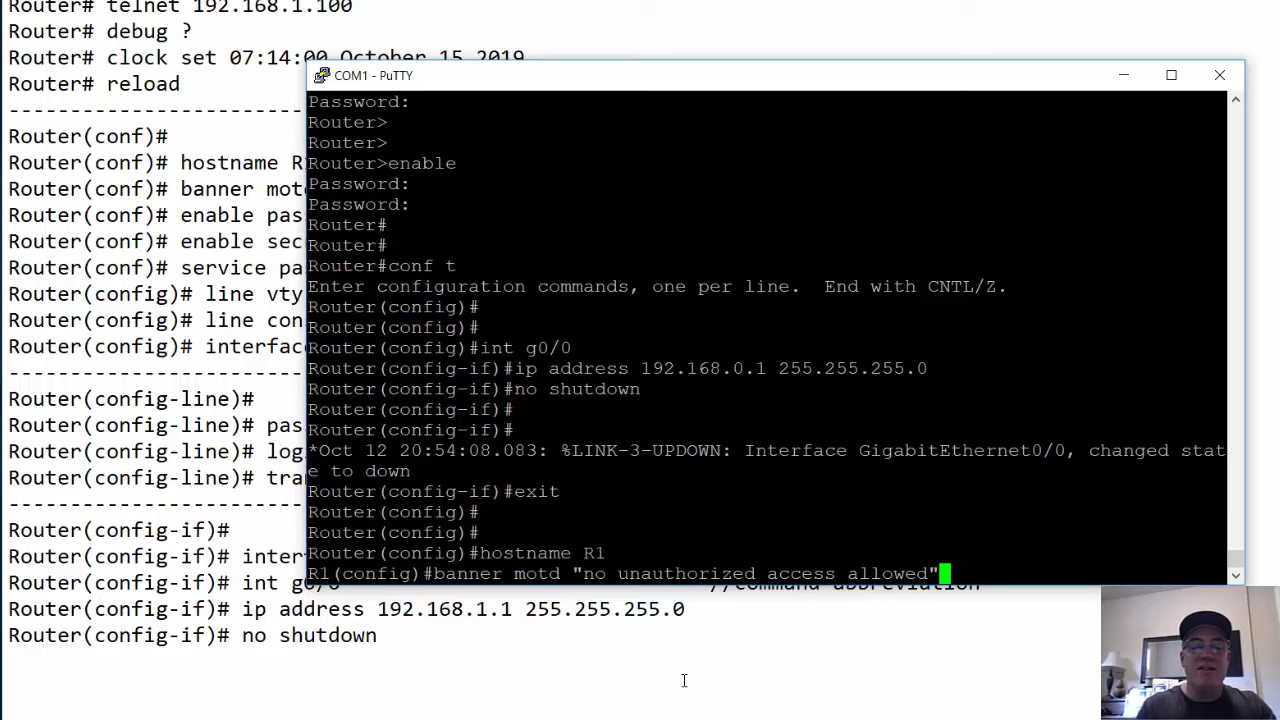 Router# telnet 192.168.1.100
Router# debug ?
Router# clock set 07:14:00 October 15 2019
Router# reload
Router(conf)#
Router(conf)# hostname R1
Router(conf)# banner mot
Router(conf)# enable pas
Router(conf)# enable sec
Router(conf)# service pa
Router(config)# line vty
Router(config)# line con
Router(config)# interface
Router(config-line)#
Router(config-line)# pas
Router(config-line)# log
Router(config-line)# tra
Router(config-if)#
Router(config-if)# inter
Router(config-if)# int g0/0 //command abbreviation
Router(config-if)# ip address 192.168.1.1 255.255.255.0
Router(config-if)# no shutdown
COM1 - PuTTY
Password:
Router>
Router>
Router>enable
Password:
Password:
Router#
Router#
Router#conf t
Enter configuration commands, one per line.  End with CNTL/Z.
Router(config)#
Router(config)#
Router(config)#int g0/0
Router(config-if)#ip address 192.168.0.1 255.255.255.0
Router(config-if)#no shutdown
Router(config-if)#
Router(config-if)#
*Oct 12 20:54:08.083: %LINK-3-UPDOWN: Interface GigabitEthernet0/0, changed stat
e to down
Router(config-if)#exit
Router(config)#
Router(config)#
Router(config)#hostname R1
R1(config)#banner motd "no unauthorized access allowed"